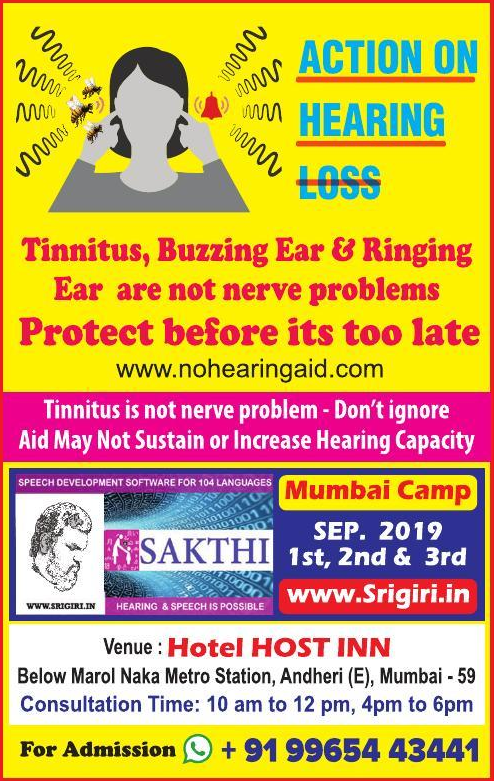 ACTION ON
HEARING
LOSS
Tinnitus, Buzzing Ear & Ringing
Ear are not nerve problems
Protect before its too late
www.nohearingaid.com
Tinnitus is not nerve problem - Don't ignore
Aid May Not Sustain or Increase Hearing Capacity
SPEECH DEVELOPMENT SOFTWARE FOR 104 LANGUAGES
SAKTHI
WWW.SRIGIRI.IN
HEARING & SPEECH IS POSSIBLE
Mumbai Camp
SEP. 2019
1st, 2nd & 3rd
www.Srigiri.in
Venue : Hotel HOST INN
Below Marol Naka Metro Station, Andheri (E), Mumbai - 59
Consultation Time: 10 am to 12 pm, 4pm to 6pm
For Admission + 91 99654 43441